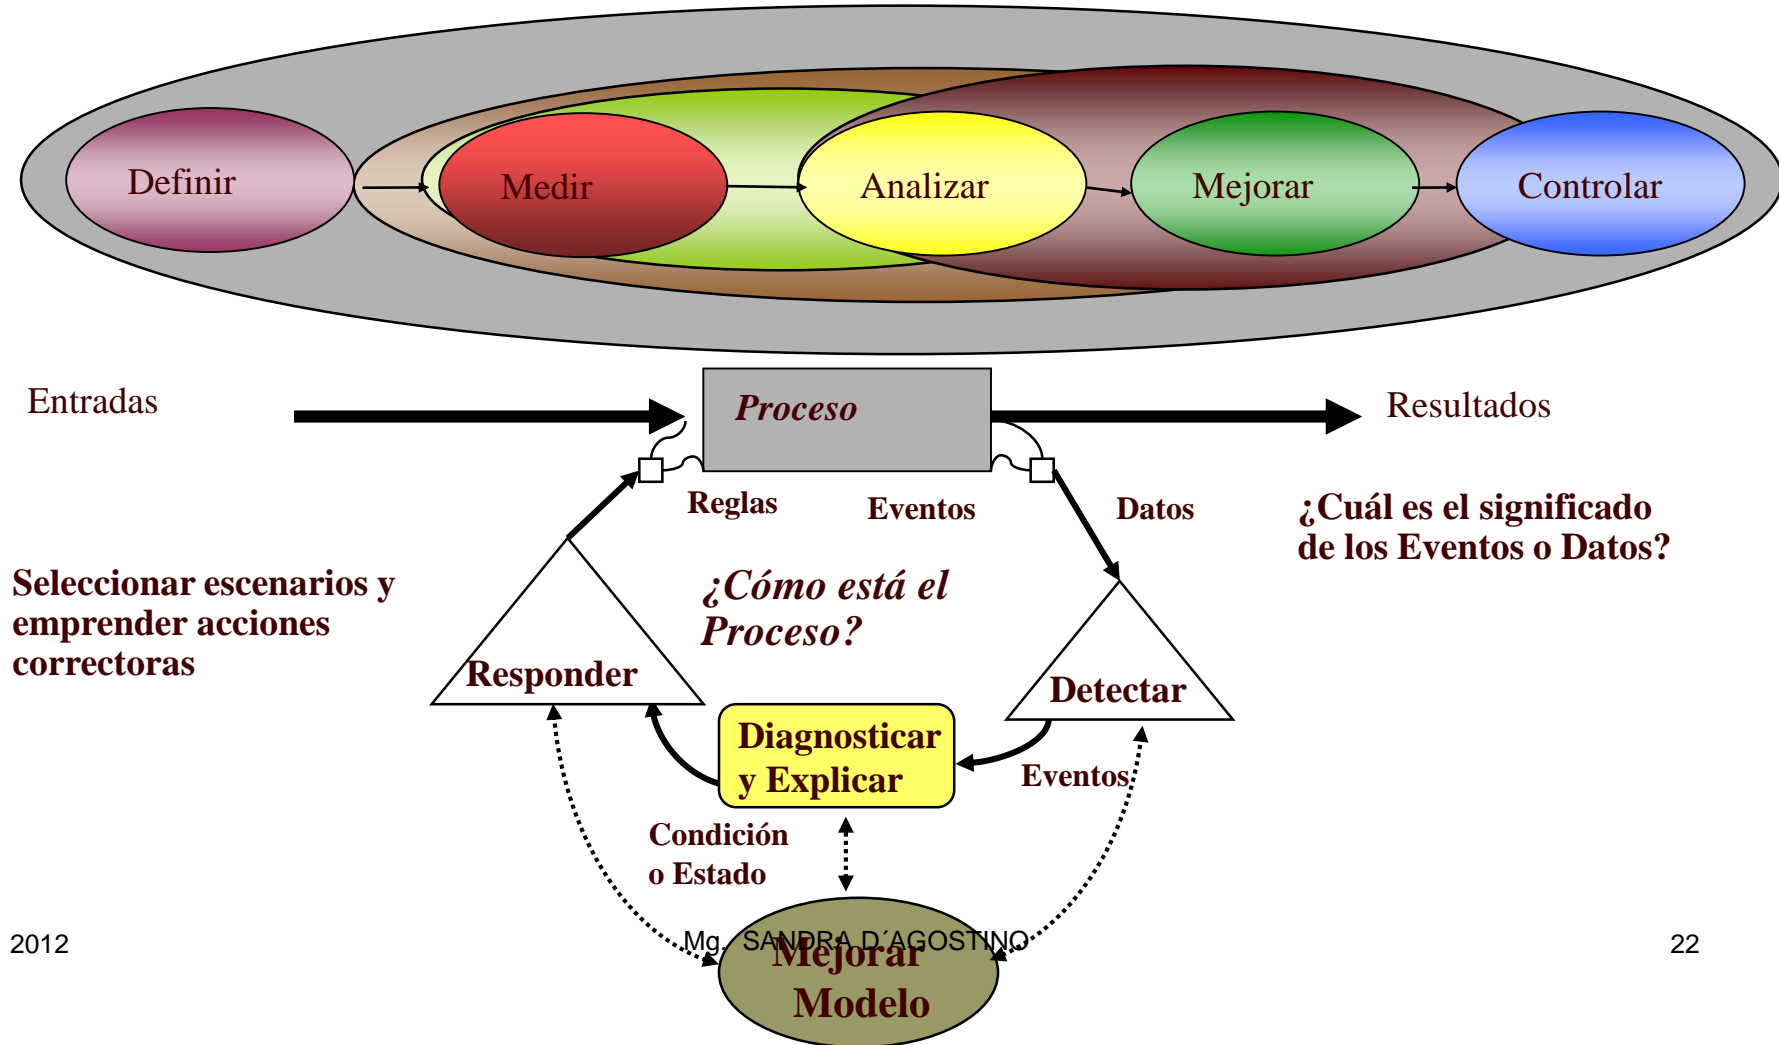 Definir
Medir
Analizar
Mejorar
Controlar
Entradas
Proceso
Resultados
Reglas
Eventos
Datos
¿Cuál es el significado
de los Eventos o Datos?
Seleccionar escenarios y
emprender acciones
correctoras
¿Cómo está el
Proceso?
Responder
Detectar
Diagnosticar
y Explicar
Eventos
Condición
o Estado
Mejorar
Modelo
2012
Mg. SANDRA D´AGOSTINO
22